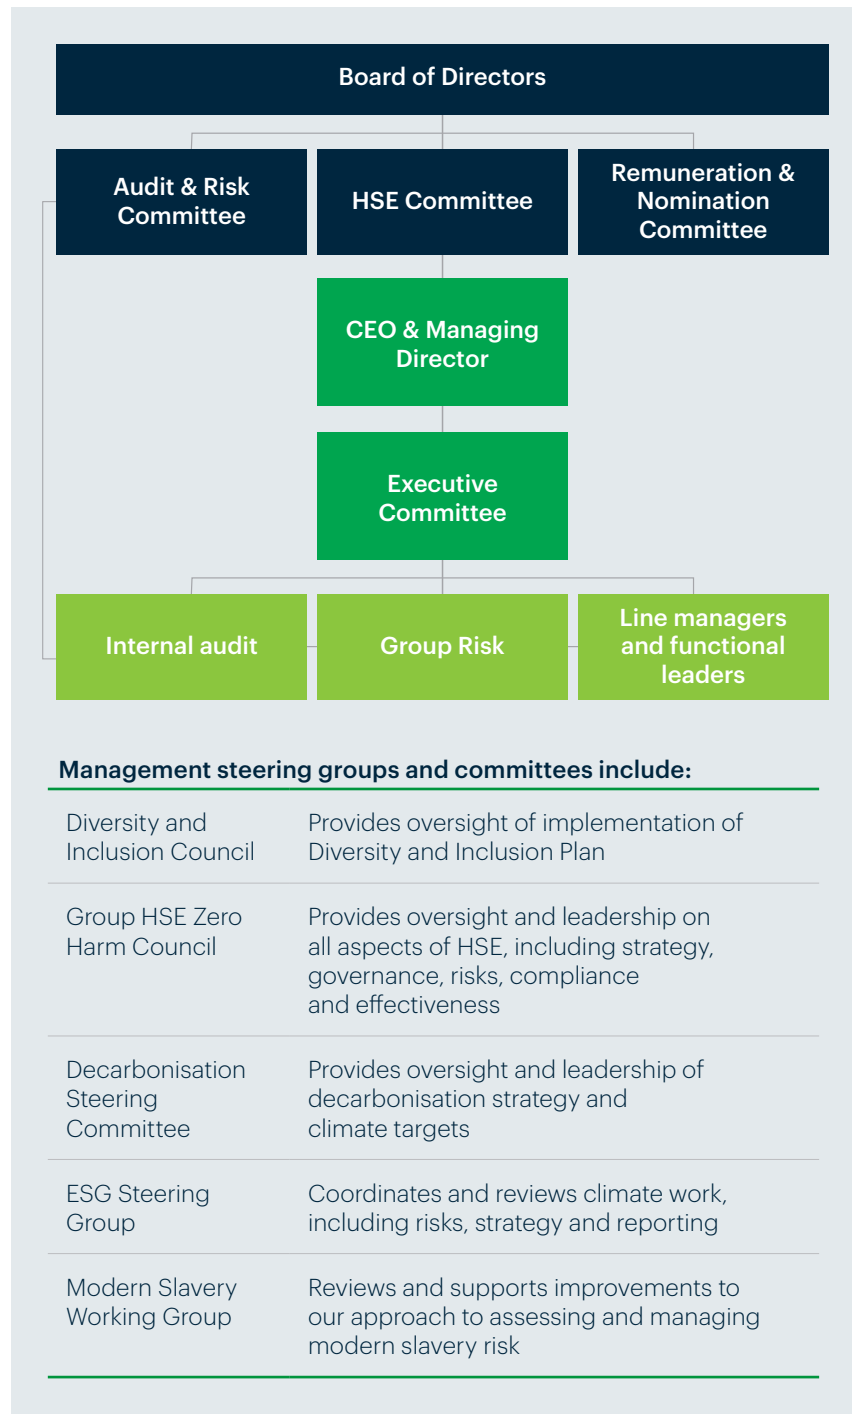 Board of Directors
Audit & Risk
Committee
HSE Committee
Remuneration &
Nomination
Committee
CEO & Managing
Director
Executive
Committee
Internal audit
Group Risk
Line managers
and functional
leaders
Management steering groups and committees include:
Diversity and
Inclusion Council
Provides oversight of implementation of
Diversity and Inclusion Plan
Group HSE Zero
Harm Council
Provides oversight and leadership on
all aspects of HSE, including strategy,
governance, risks, compliance
and effectiveness
Decarbonisation
Steering
Committee
Provides oversight and leadership of
decarbonisation strategy and
climate targets
ESG Steering
Group
Coordinates and reviews climate work,
including risks, strategy and reporting
Modern Slavery
Working Group
Reviews and supports improvements to
our approach to assessing and managing
modern slavery risk